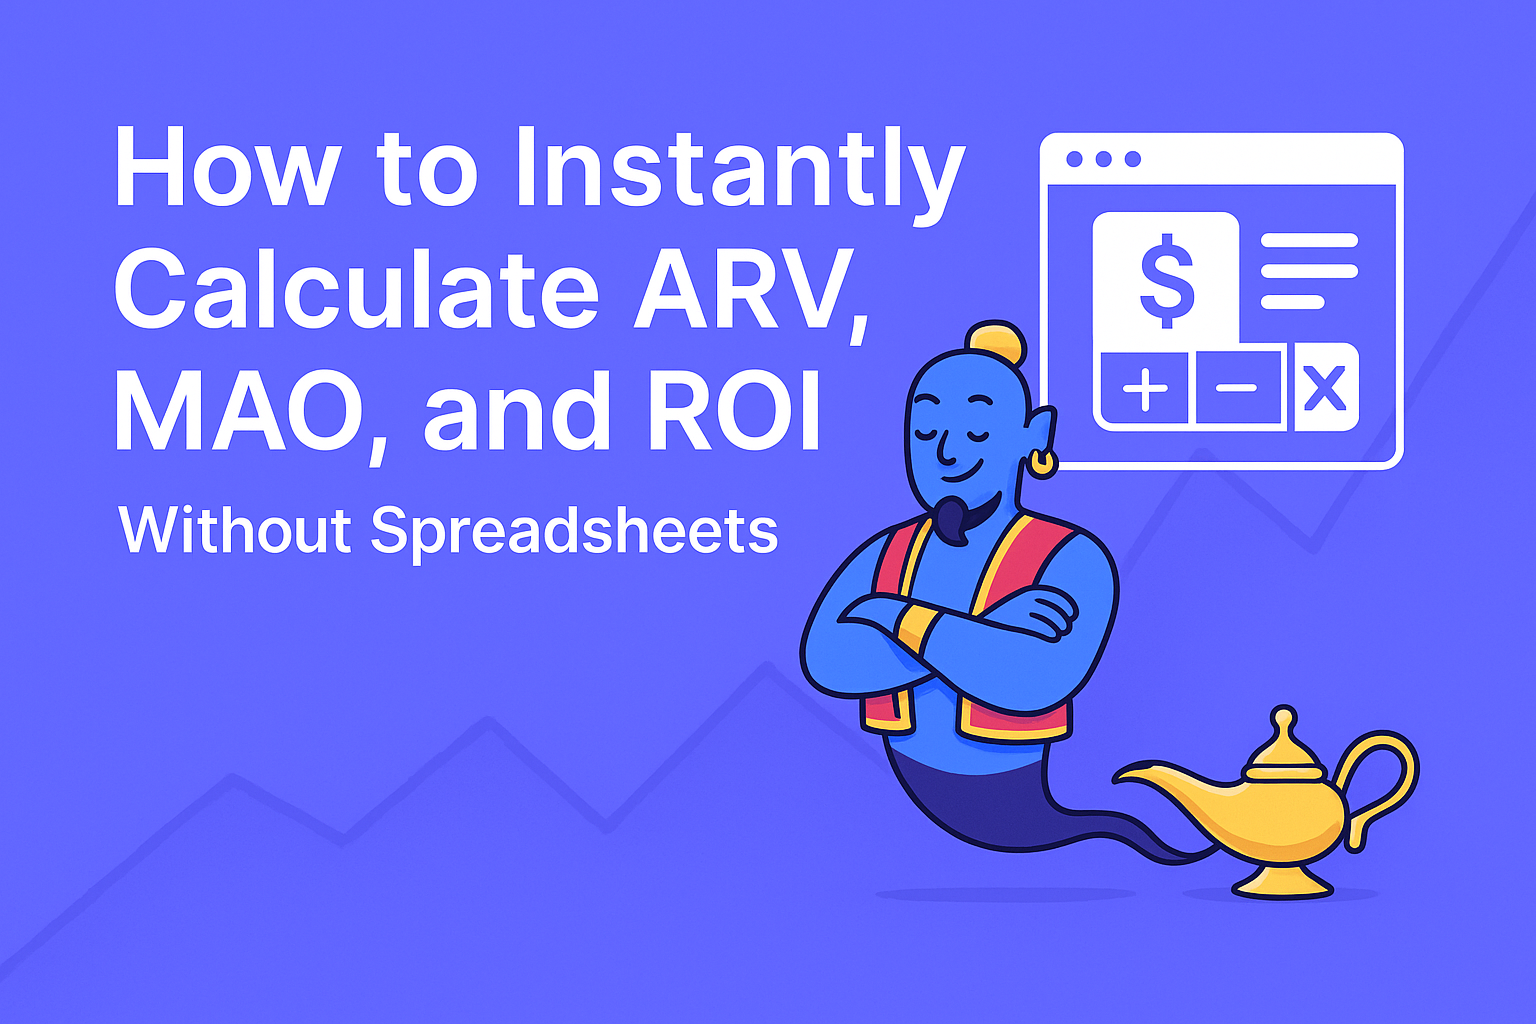 How to Instantly
Calculate ARV,
MAO, and ROI
Without Spreadsheets
$
+ − X